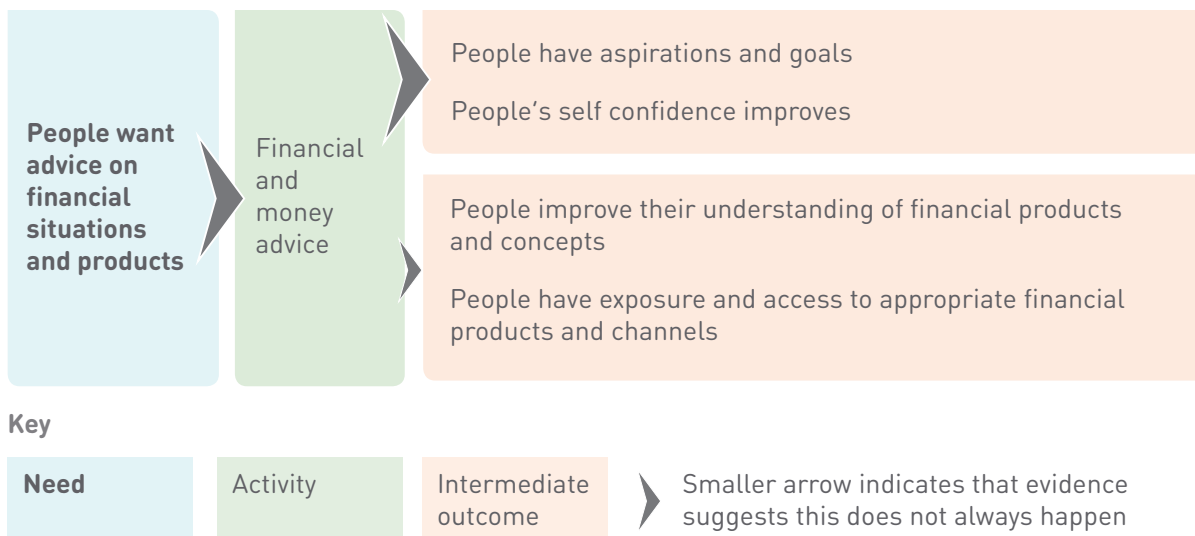 People want
advice on
financial
situations
and products
Financial
and
money
advice
People have aspirations and goals
People's self confidence improves
People improve their understanding of financial products
and concepts
People have exposure and access to appropriate financial
products and channels
Key
Need
Activity
Intermediate
outcome
Smaller arrow indicates that evidence
suggests this does not always happen